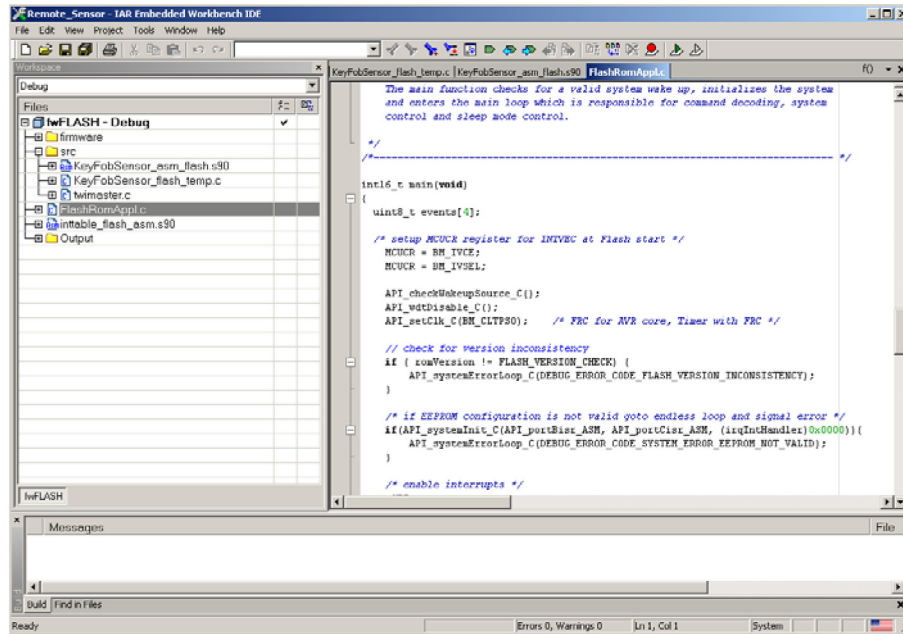 Remote_Sensor - IAR Embedded Workbench IDE
File Edit View Project Tools Window Help
Workspace
Debug
Files
fwFLASH - Debug
firmware
src
KeyFobSensor_asm_flash.s90
KeyFobSensor_flash_temp.c
twimaster.c
FlashRomAppl.c
inttable_flash_asm.s90
Output
fwFLASH
KeyFobSensor_flash_temp.c KeyFobSensor_asm_flash.s90 FlashRomAppl.c f()
The main function checks for a valid system wake up, initializes the system
and enters the main loop which is responsible for command decoding, system
control and sleep mode control.
*/
/*---------------------------------------------------------------------------- */
int16_t main(void)
{
uint8_t events[4];
/* setup MCUCR register for INTVEC at Flash start */
MCUCR = BM_IVCE;
MCUCR = BM_IVSEL;
API_checkWakeupSource_C();
API_wdtDisable_C();
API_setClk_C(BM_CLTPS0); /* FRC for AVR core, Timer with FRC */
// check for version inconsistency
if ( romVersion != FLASH_VERSION_CHECK) {
API_systemErrorLoop_C(DEBUG_ERROR_CODE_FLASH_VERSION_INCONSISTENCY);
}
/* if EEPROM configuration is not valid goto endless loop and signal error */
if(API_systemInit_C(API_portBisr_ASM, API_portCisr_ASM, (irqIntHandler)0x0000)){
API_systemErrorLoop_C(DEBUG_ERROR_CODE_SYSTEM_ERROR_EEPROM_NOT_VALID);
}
/* enable interrupts */
Messages File
Build Find in Files
Ready Errors 0, Warnings 0 Ln 1, Col 1 System